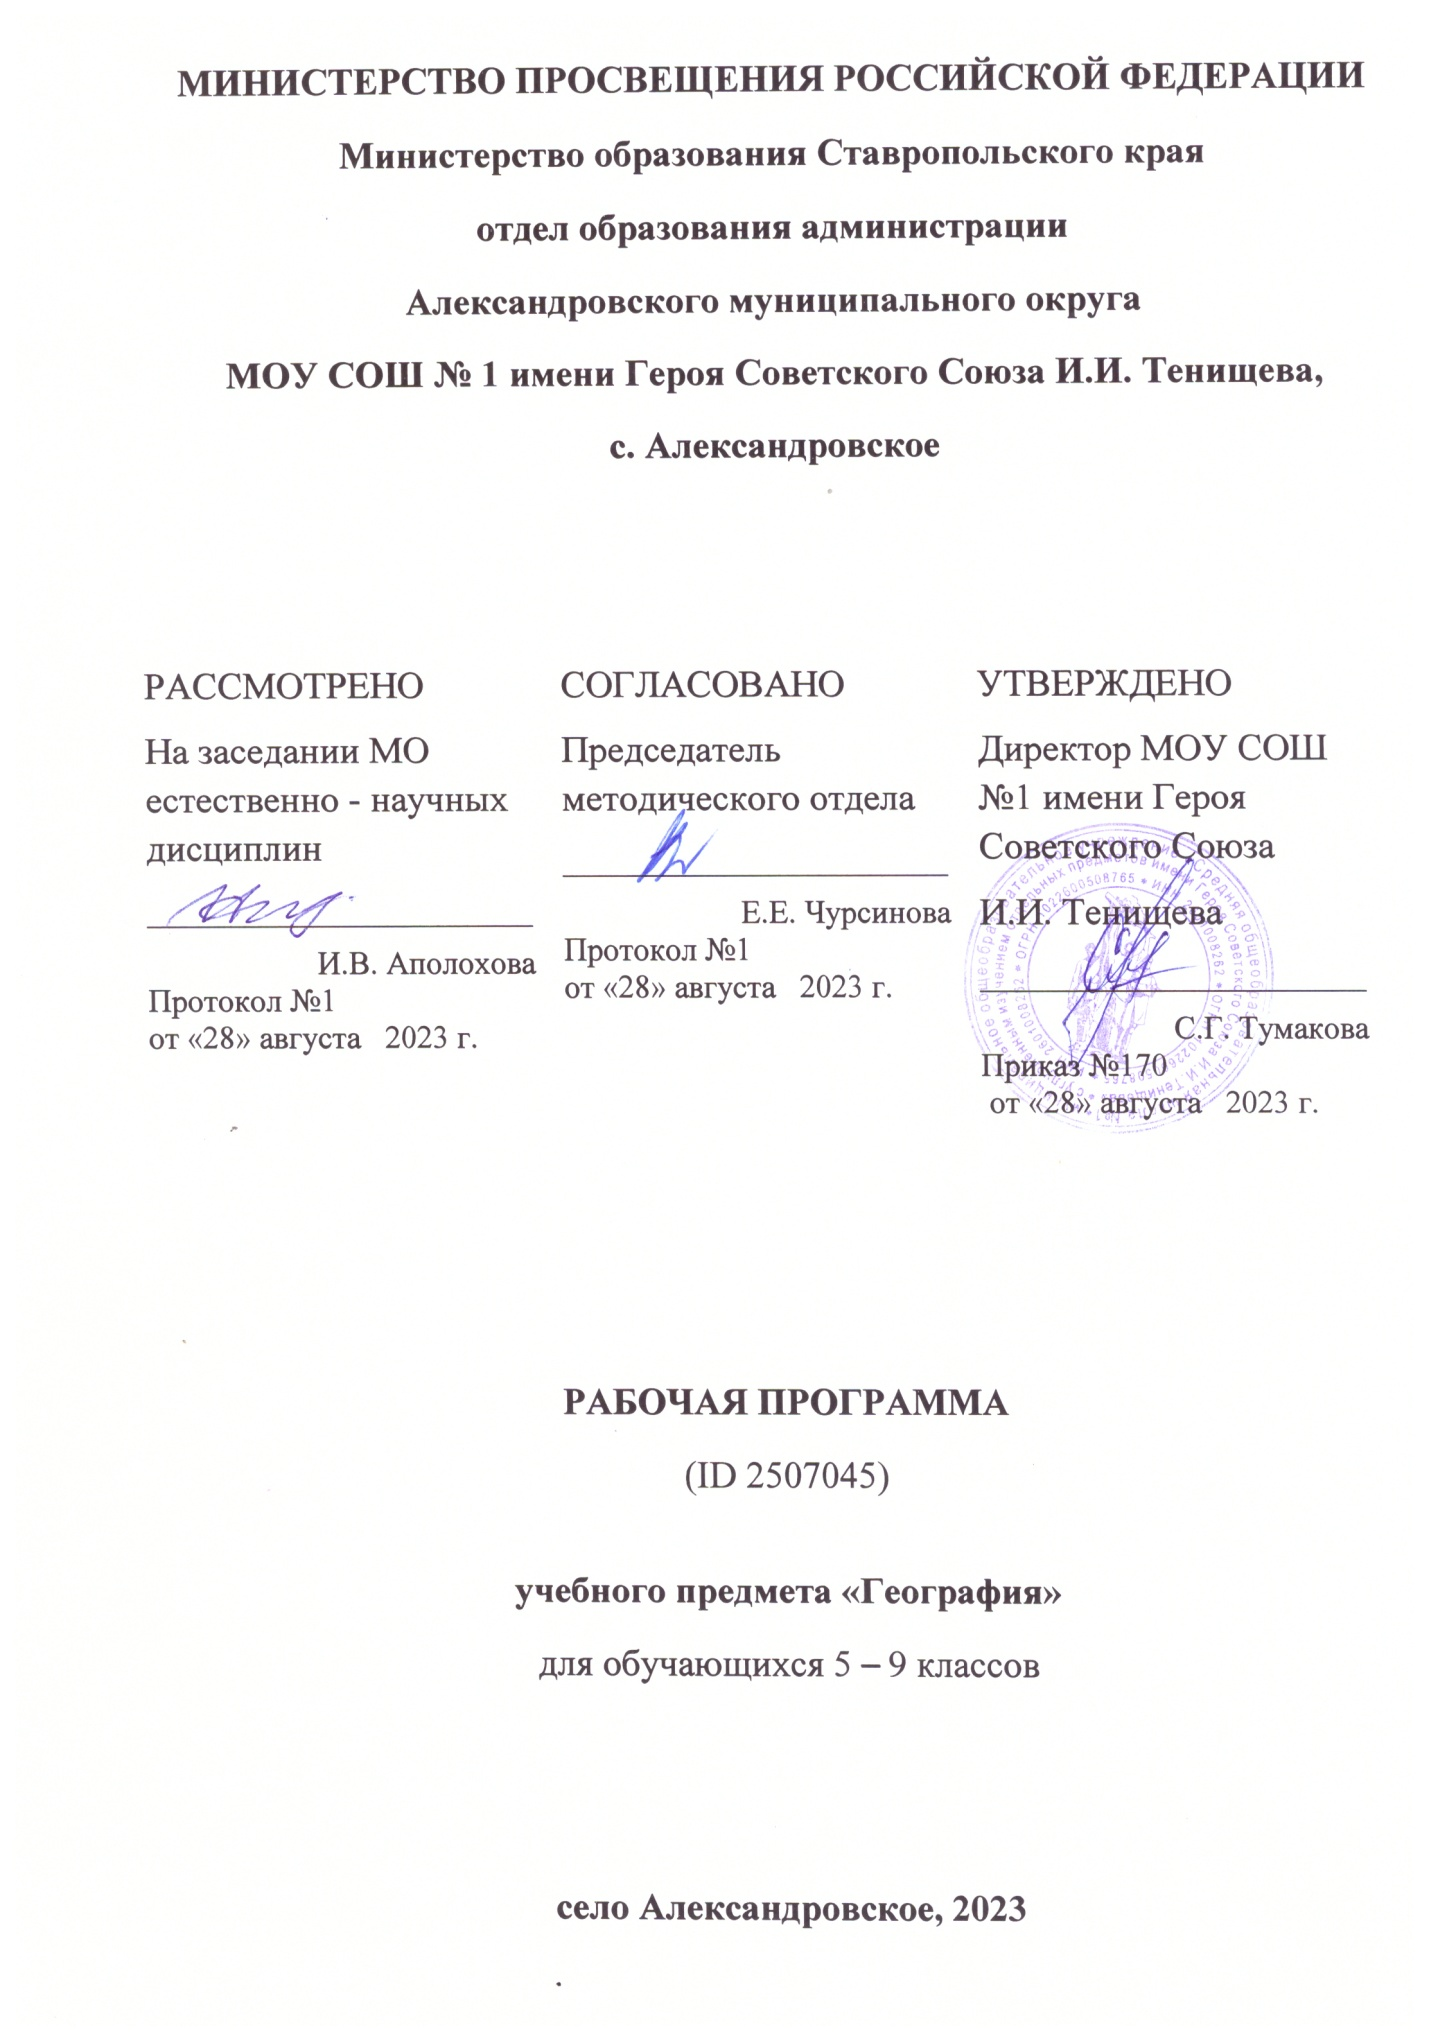 МИНИСТЕРСТВО ПРОСВЕЩЕНИЯ РОССИЙСКОЙ ФЕДЕРАЦИИ
Министерство образования Ставропольского края
отдел образования администрации
Александровского муниципального округа
МОУ СОШ № 1 имени Героя Советского Союза И.И. Тенищева,
с. Александровское
РАССМОТРЕНО
На заседании МО
естественно - научных
дисциплин
И.В. Аполохова
Протокол №1
от «28» августа 2023 г.
СОГЛАСОВАНО
Председатель
методического отдела
Е.Е. Чурсинова
Протокол №1
от «28» августа 2023 г.
УТВЕРЖДЕНО
Директор МОУ СОШ
№1 имени Героя
Советского Союза
И.И. Тенищева
С.Г. Тумакова
Приказ №170
от «28» августа 2023 г.
РАБОЧАЯ ПРОГРАММА
(ID 2507045)
учебного предмета «География»
для обучающихся 5 – 9 классов
село Александровское, 2023